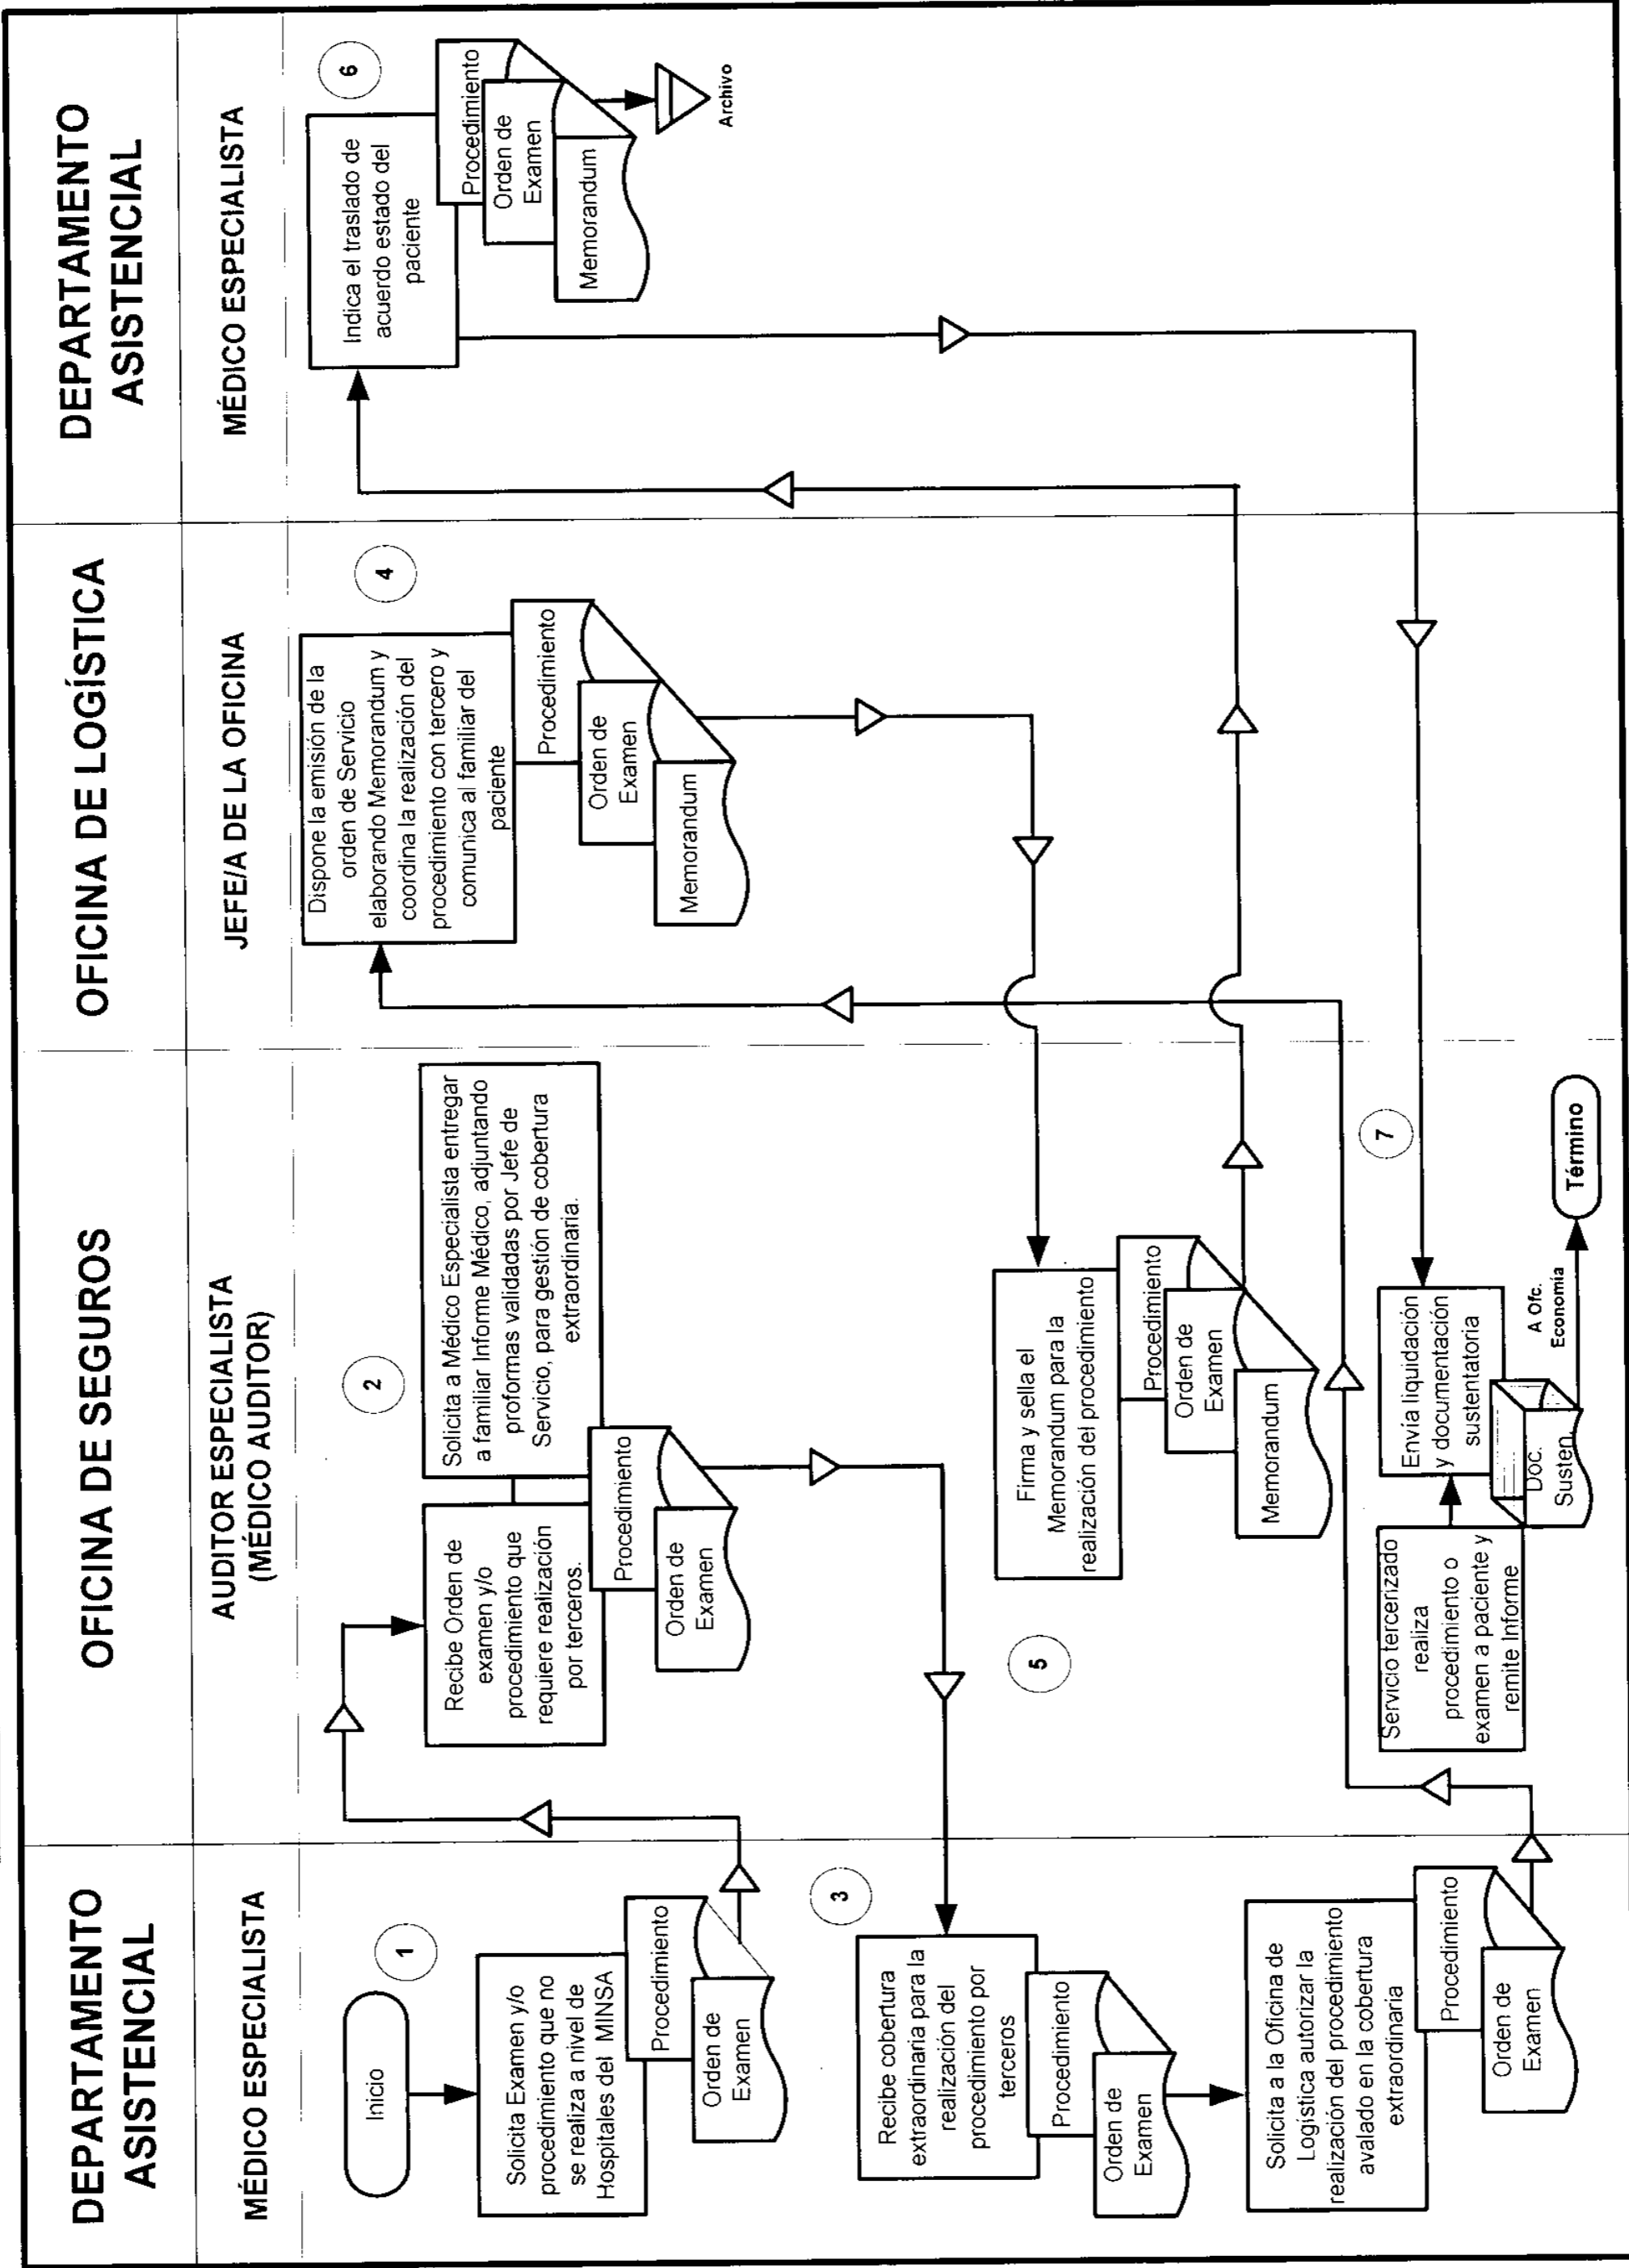 DEPARTAMENTO
ASISTENCIAL
OFICINA DE SEGUROS
OFICINA DE LOGÍSTICA
DEPARTAMENTO
ASISTENCIAL
MÉDICO ESPECIALISTA
AUDITOR ESPECIALISTA
(MÉDICO AUDITOR)
JEFE/A DE LA OFICINA
MÉDICO ESPECIALISTA
Inicio
1
Solicita Examen y/o
procedimiento que no
se realiza a nivel de
Hospitales del MINSA
Procedimiento
Orden de
Examen
2
Recibe Orden de
examen y/o
procedimiento que
requiere realización
por terceros.
Solicita a Médico Especialista entregar
a familiar Informe Médico, adjuntando
proformas validadas por Jefe de
Servicio, para gestión de cobertura
extraordinaria.
Procedimiento
Orden de
Examen
3
Recibe cobertura
extraordinaria para la
realización del
procedimiento por
terceros
Procedimiento
Orden de
Examen
Solicita a la Oficina de
Logística autorizar la
realización del procedimiento
avalado en la cobertura
extraordinaria
Procedimiento
Orden de
Examen
4
Dispone la emisión de la
orden de Servicio
elaborando Memorandum y
coordina la realización del
procedimiento con tercero y
comunica al familiar del
paciente
Procedimiento
Orden de
Examen
Memorandum
5
Firma y sella el
Memorandum para la
realización del procedimiento
Procedimiento
Orden de
Examen
Memorandum
6
Indica el traslado de
acuerdo estado del
paciente
Procedimiento
Orden de
Examen
Memorandum
Archivo
7
Servicio tercerizado
realiza
procedimiento o
examen a paciente y
remite Informe
Envía liquidación
y documentación
sustentatoria
Doc.
Susten.
A Ofc.
Economía
Término